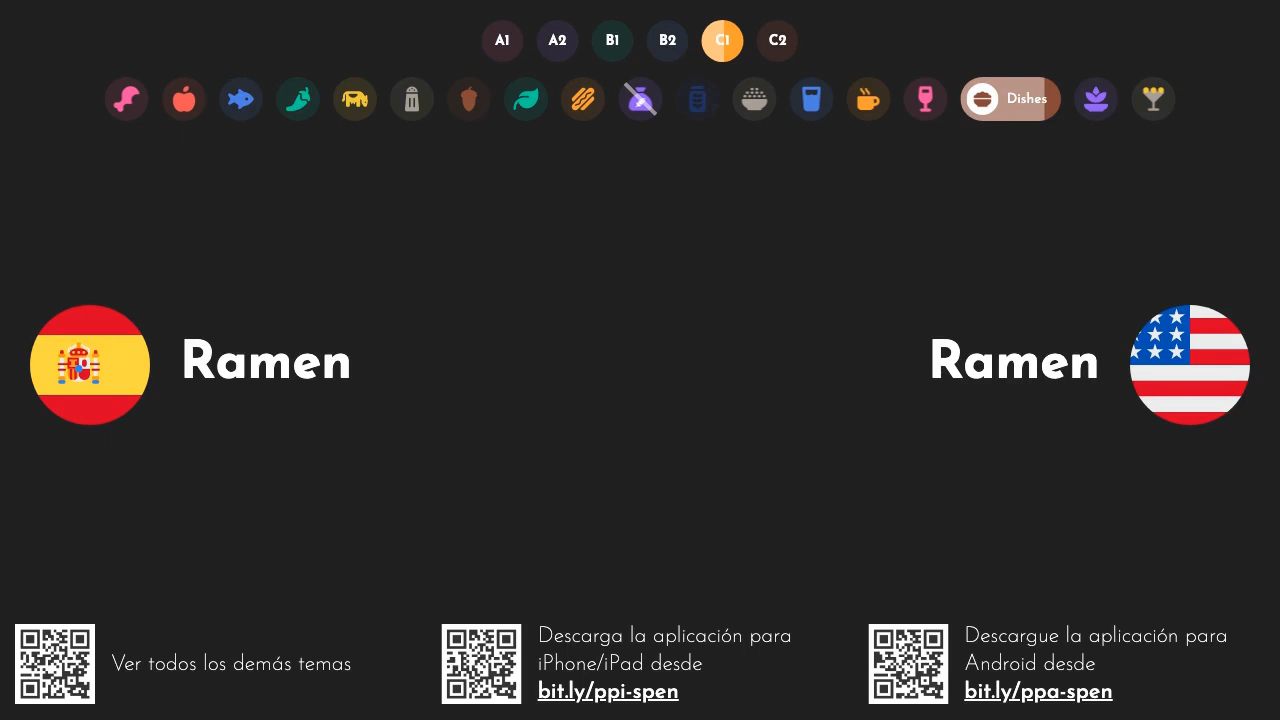 A1 A2 B1 B2 C1 C2
Dishes
Ramen
Ramen
Ver todos los demás temas
Descarga la aplicación para
iPhone/iPad desde
bit.ly/ppi-spen
Descargue la aplicación para
Android desde
bit.ly/ppa-spen